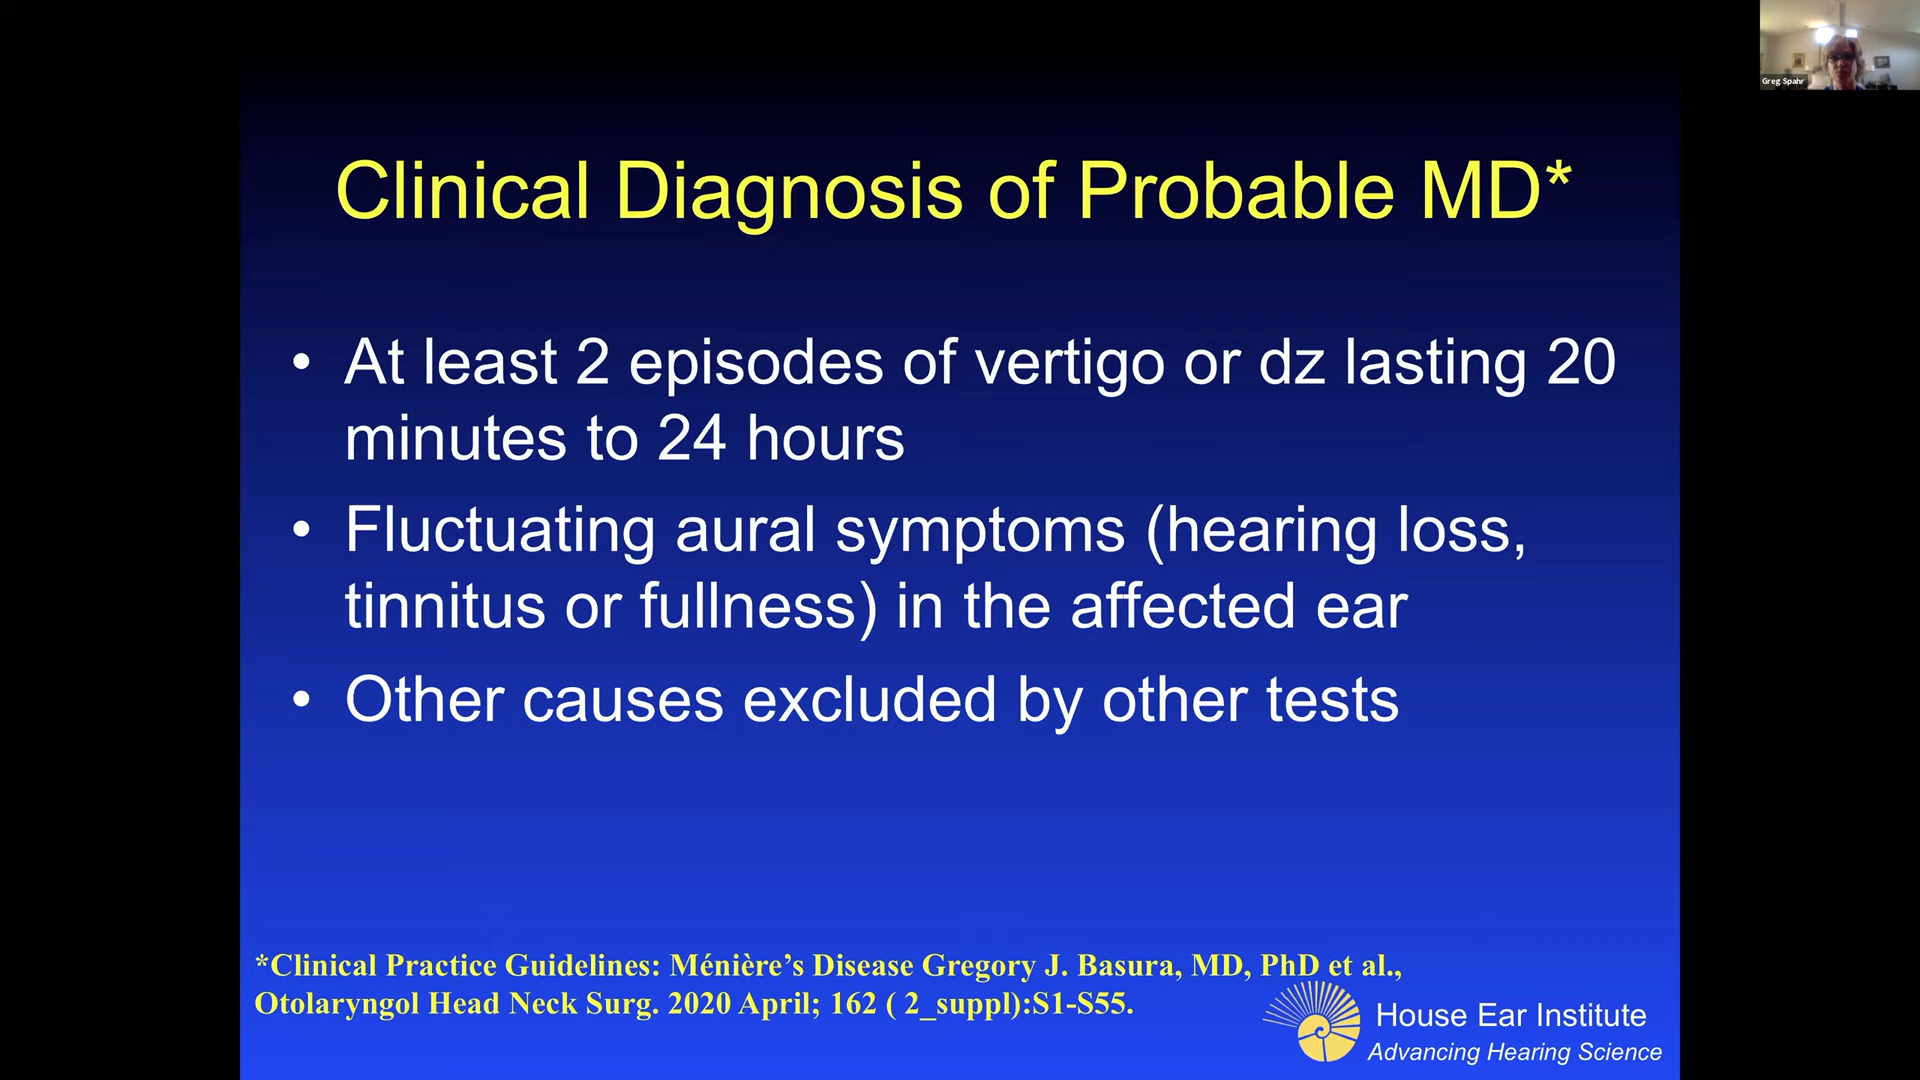 Greg Spahr
Clinical Diagnosis of Probable MD*
• At least 2 episodes of vertigo or dz lasting 20
minutes to 24 hours
• Fluctuating aural symptoms (hearing loss,
tinnitus or fullness) in the affected ear
• Other causes excluded by other tests
*Clinical Practice Guidelines: Ménière’s Disease Gregory J. Basura, MD, PhD et al.,
Otolaryngol Head Neck Surg. 2020 April; 162 ( 2_suppl):S1-S55.
House Ear Institute
Advancing Hearing Science